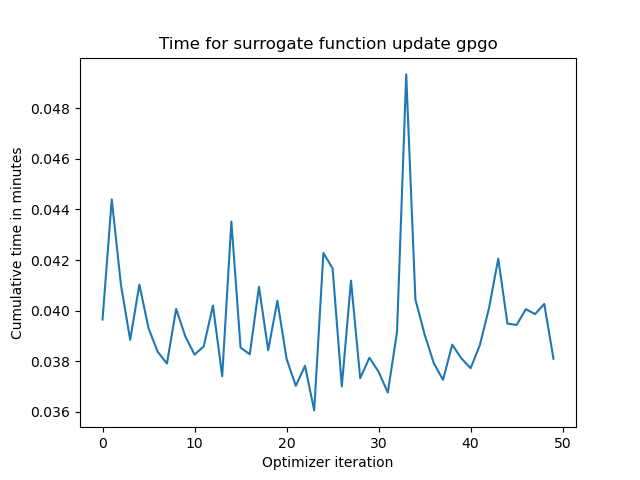 Time for surrogate function update gpgo
Cumulative time in minutes
0.048
0.046
0.044
0.042
0.040
0.038
0.036
0 10 20 30 40 50
Optimizer iteration